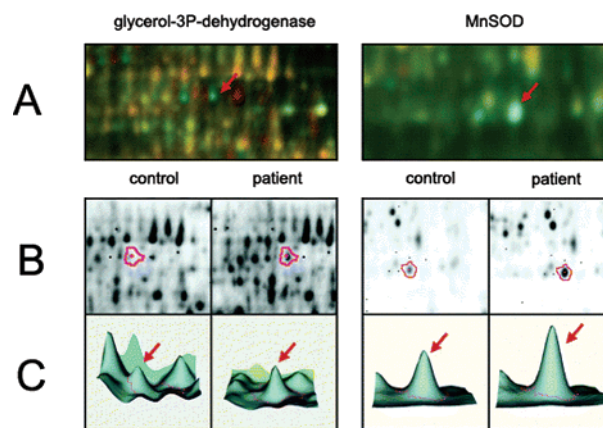 glycerol-3P-dehydrogenase MnSOD
A
control patient control patient
B
C